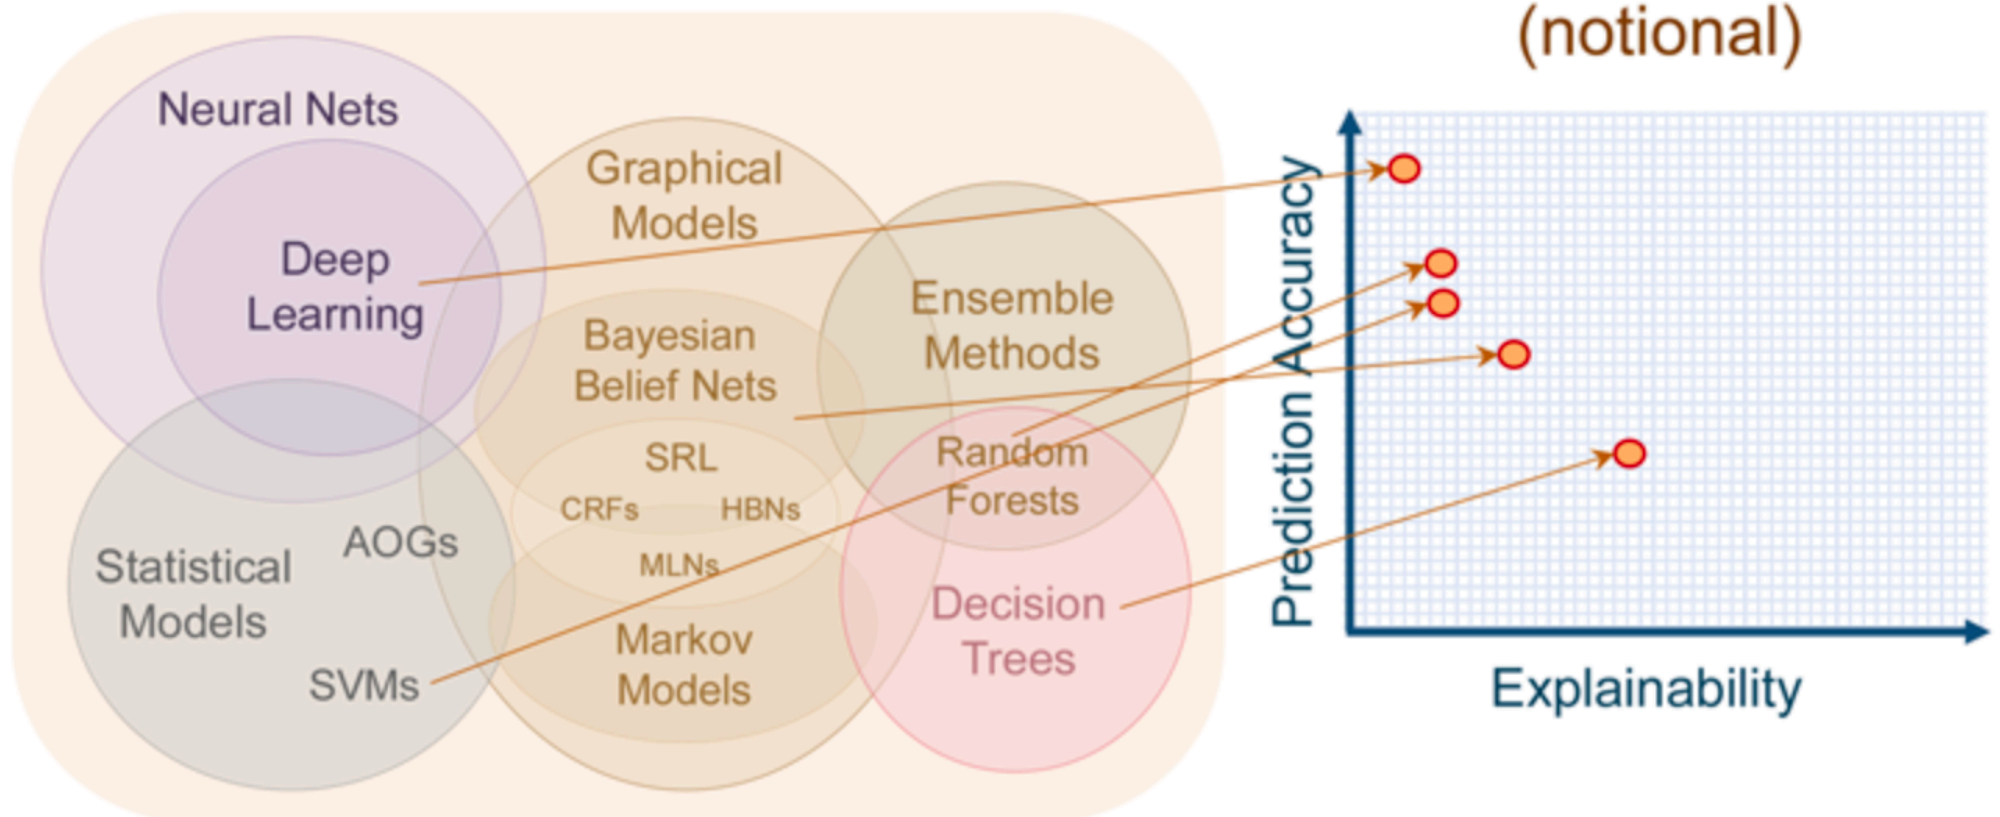 (notional)
Neural Nets
Deep
Learning
Graphical
Models
Ensemble
Methods
Bayesian
Belief Nets
SRL
CRFs
HBNs
MLNs
Markov
Models
Random
Forests
Decision
Trees
AOGs
Statistical
Models
SVMs
Prediction Accuracy
Explainability